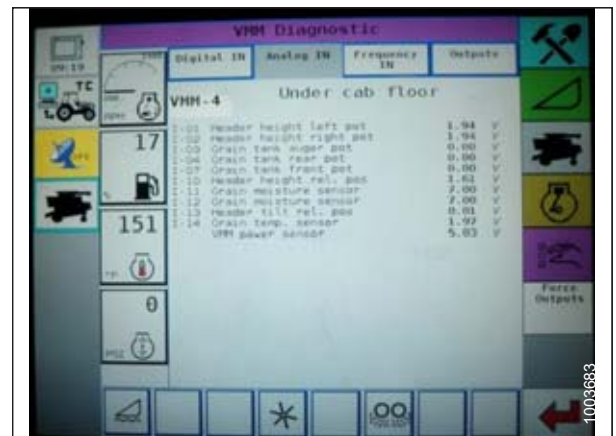 VMM Diagnostic
09:19
Digital IN
Analog IN
Frequency IN
Outputs
TC
VMM-4
Under cab floor
I-01 Header height left pot 1.94 V
I-02 Header height right pot 1.94 V
Grain tank auger pot 0.00 V
Grain tank rear pot 0.00 V
I-07 Grain tank front pot 0.00 V
I-10 Header height rel. pos 1.61 V
I-11 Grain moisture sensor 7.00 V
I-12 Grain moisture sensor 7.00 V
I-13 Header tilt rel. pos 0.01 V
I-14 Grain temp. sensor 1.97 V
VMM power sensor 5.03 V
17
151
°F
0
PSI
Force
Outputs
1003683